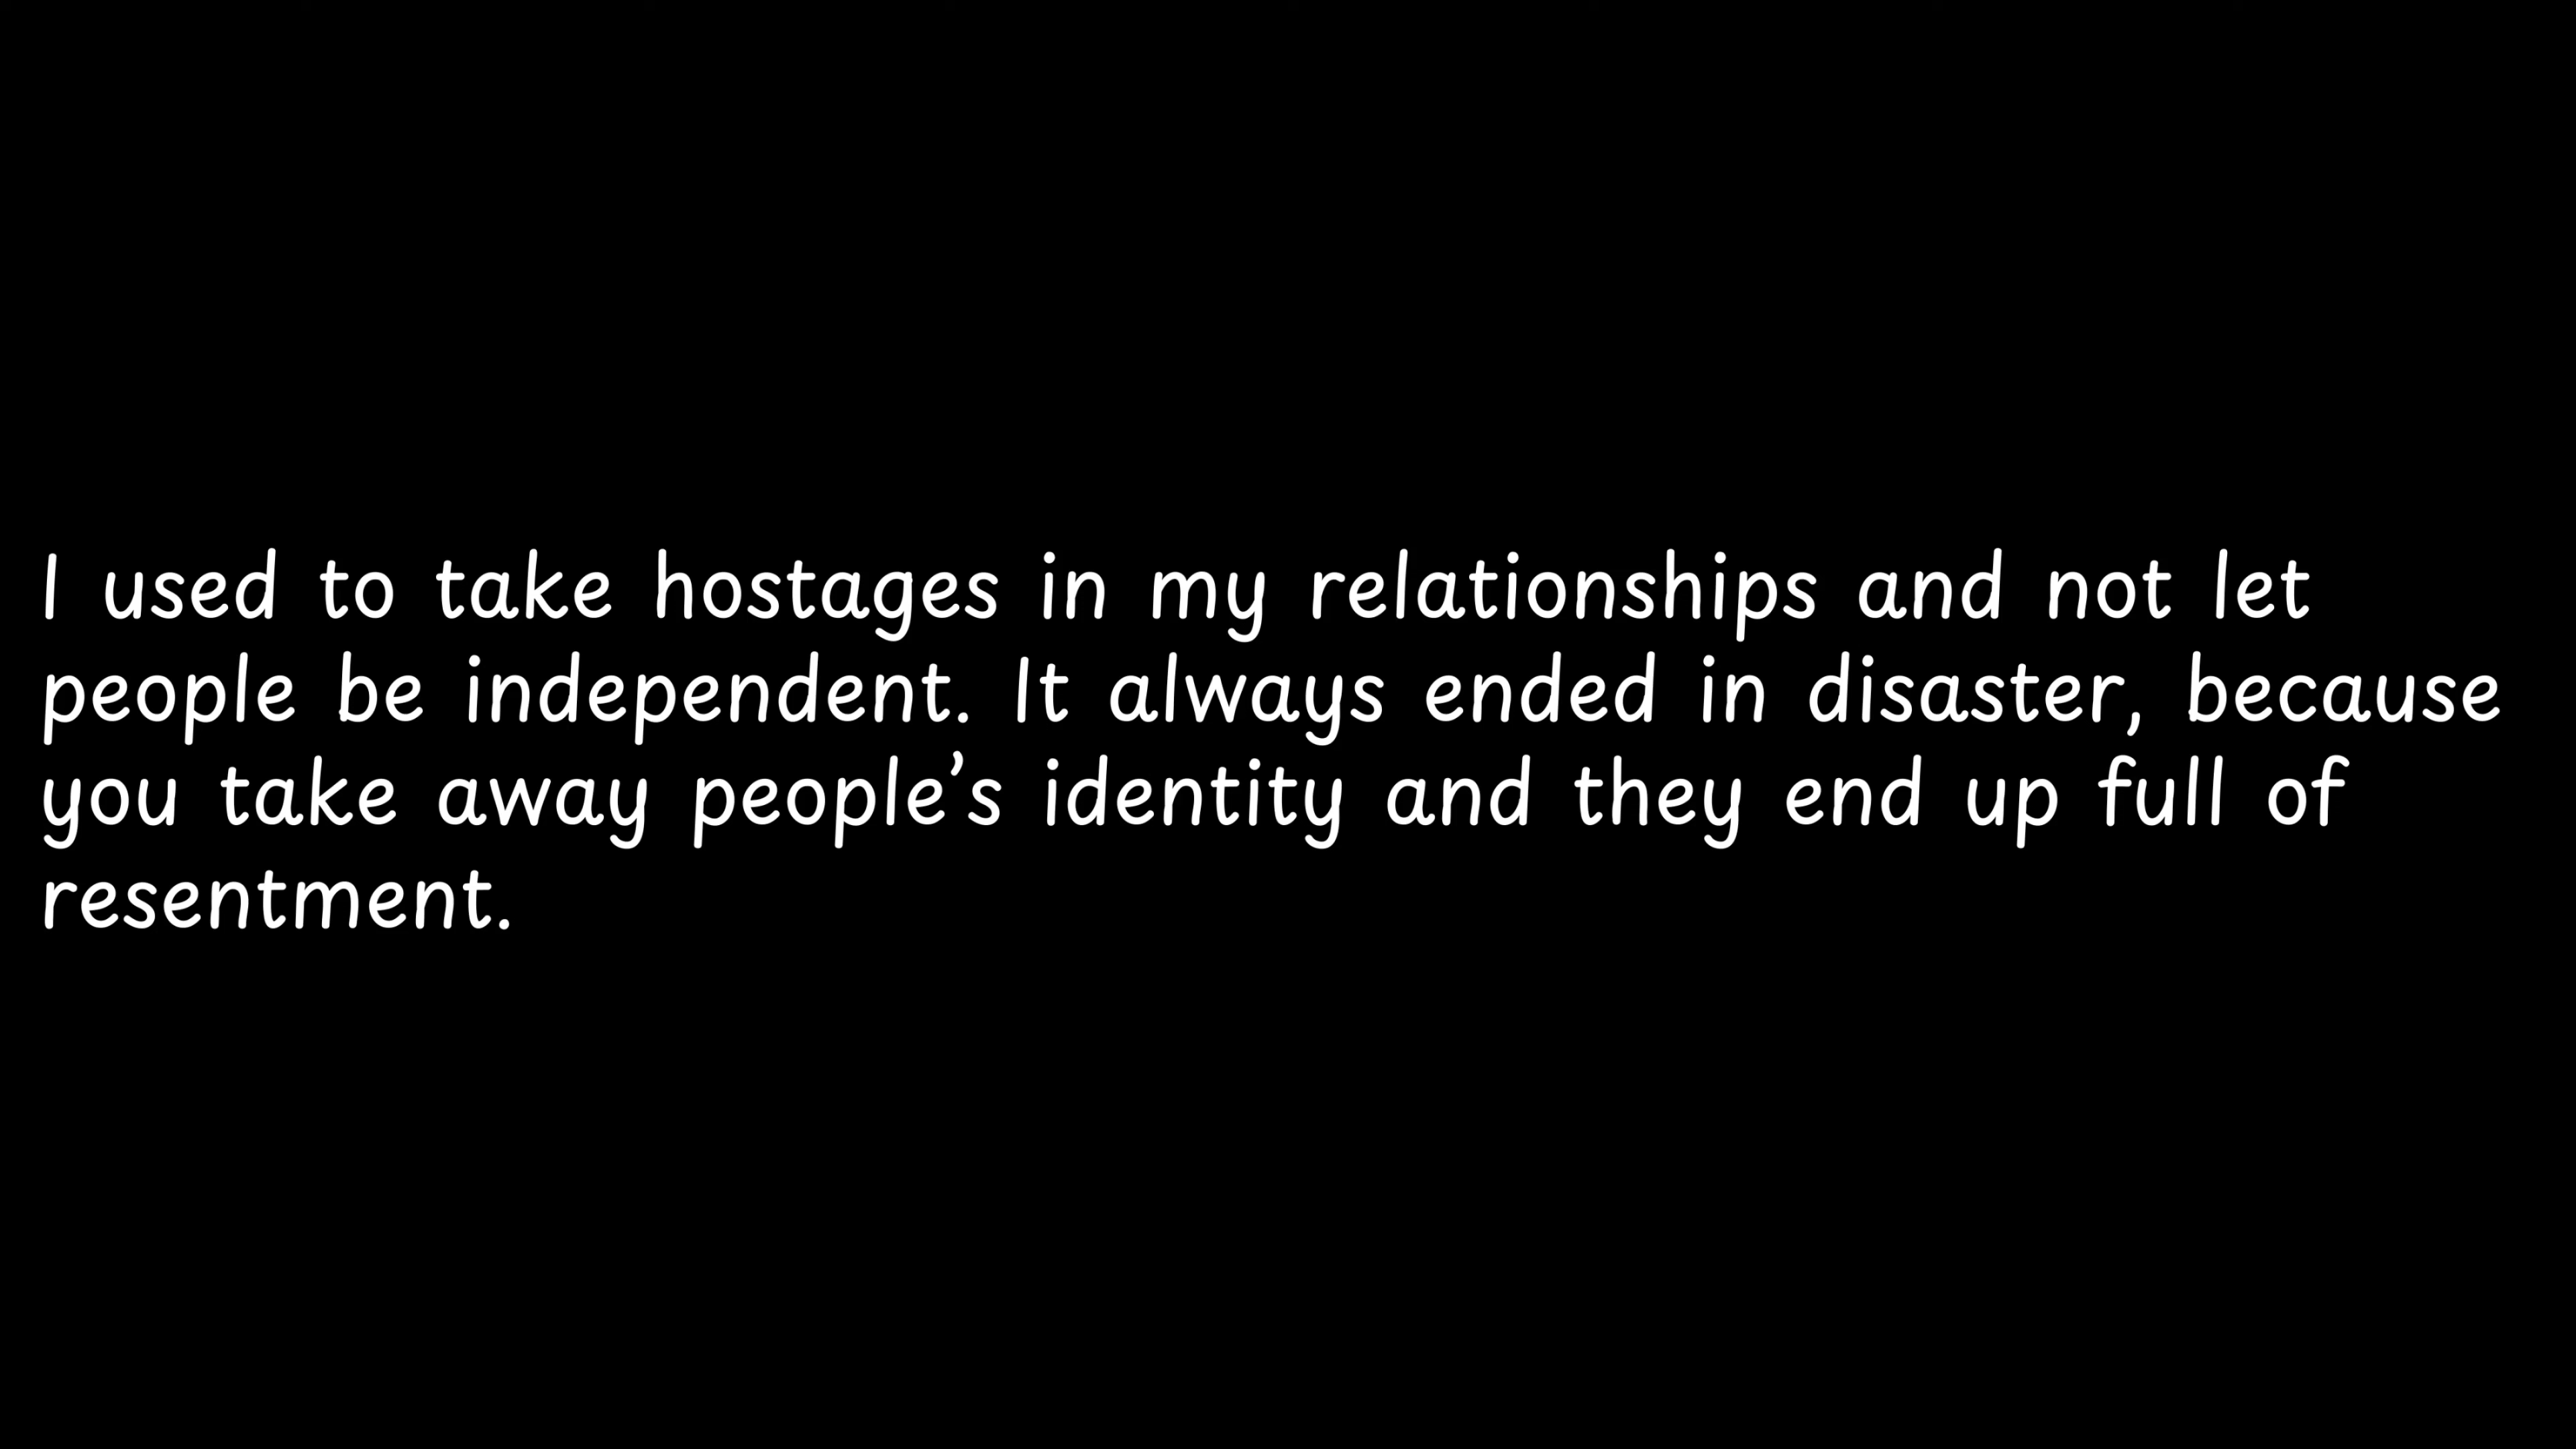 I used to take hostages in my relationships and not let
people be independent. It always ended in disaster, because
you take away people’s identity and they end up full of
resentment.